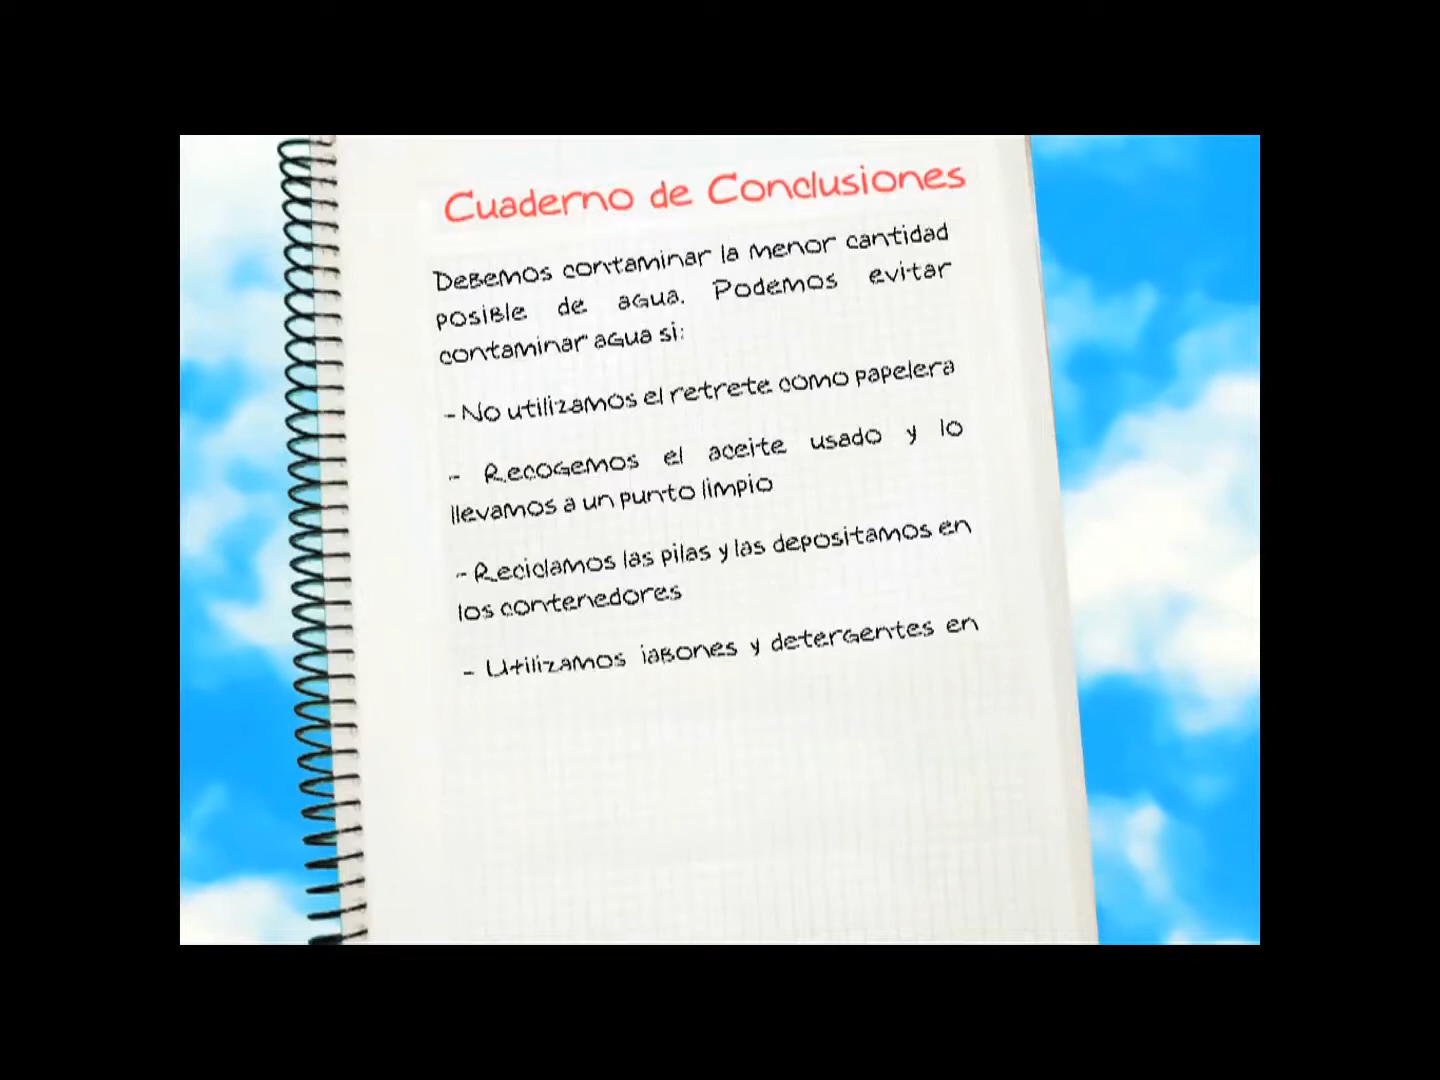 Cuaderno de Conclusiones
Debemos contaminar la menor cantidad
posible de agua. Podemos evitar
contaminar agua si:
- No utilizamos el retrete como papelera
- Recogemos el aceite usado y lo
llevamos a un punto limpio
- Reciclamos las pilas y las depositamos en
los contenedores
- Utilizamos jabones y detergentes en